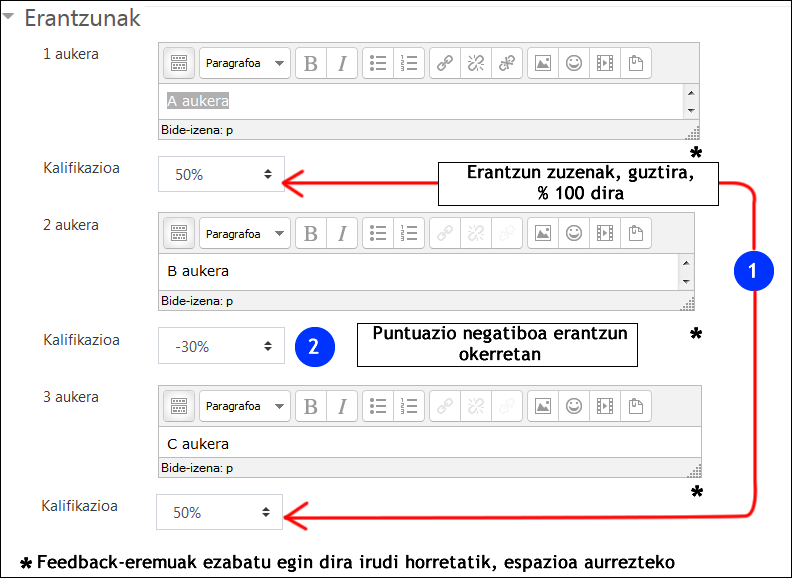 Erantzunak
1 aukera
Paragrafoa
B I
A aukera
Bide-izena: p
*
Kalifikazioa
50%
Erantzun zuzenak, guztira,
% 100 dira
2 aukera
Paragrafoa
B I
1
B aukera
Bide-izena: p
Kalifikazioa
-30%
2
Puntuazio negatiboa erantzun
okerretan
*
3 aukera
Paragrafoa
B I
C aukera
Bide-izena: p
*
Kalifikazioa
50%
* Feedback-eremuak ezabatu egin dira irudi horretatik, espazioa aurrezteko